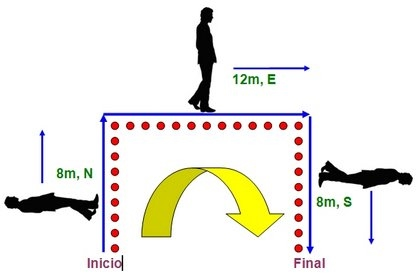 12m, E
8m, N
8m, S
Inicio
Final